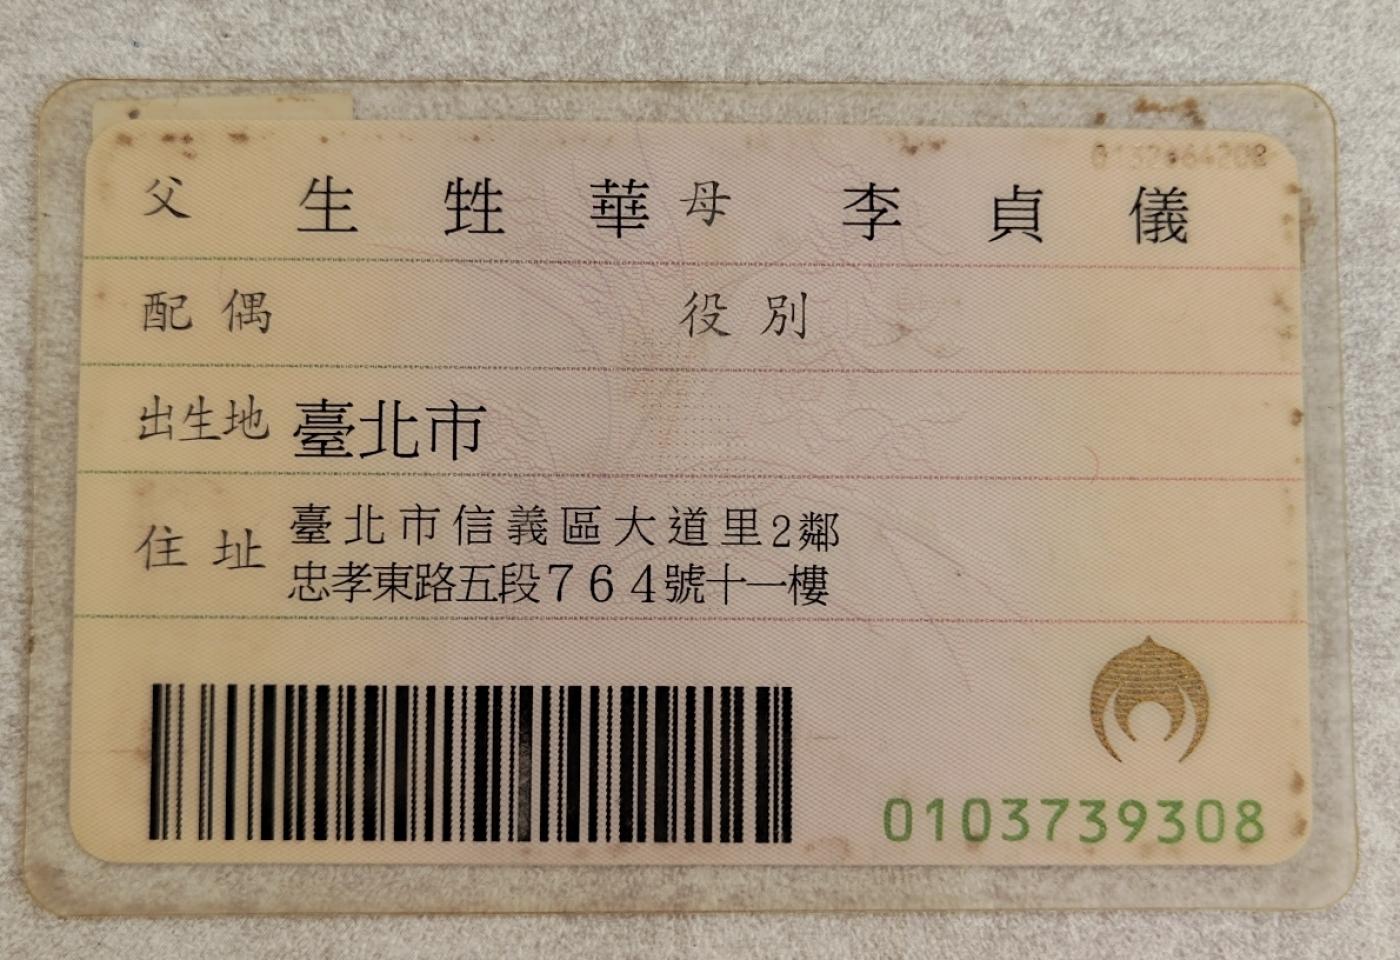 父 生甡華 母 李貞儀
配偶 役別
出生地 臺北市
住址 臺北市信義區大道里2鄰
忠孝東路五段764號十一樓
0103739308